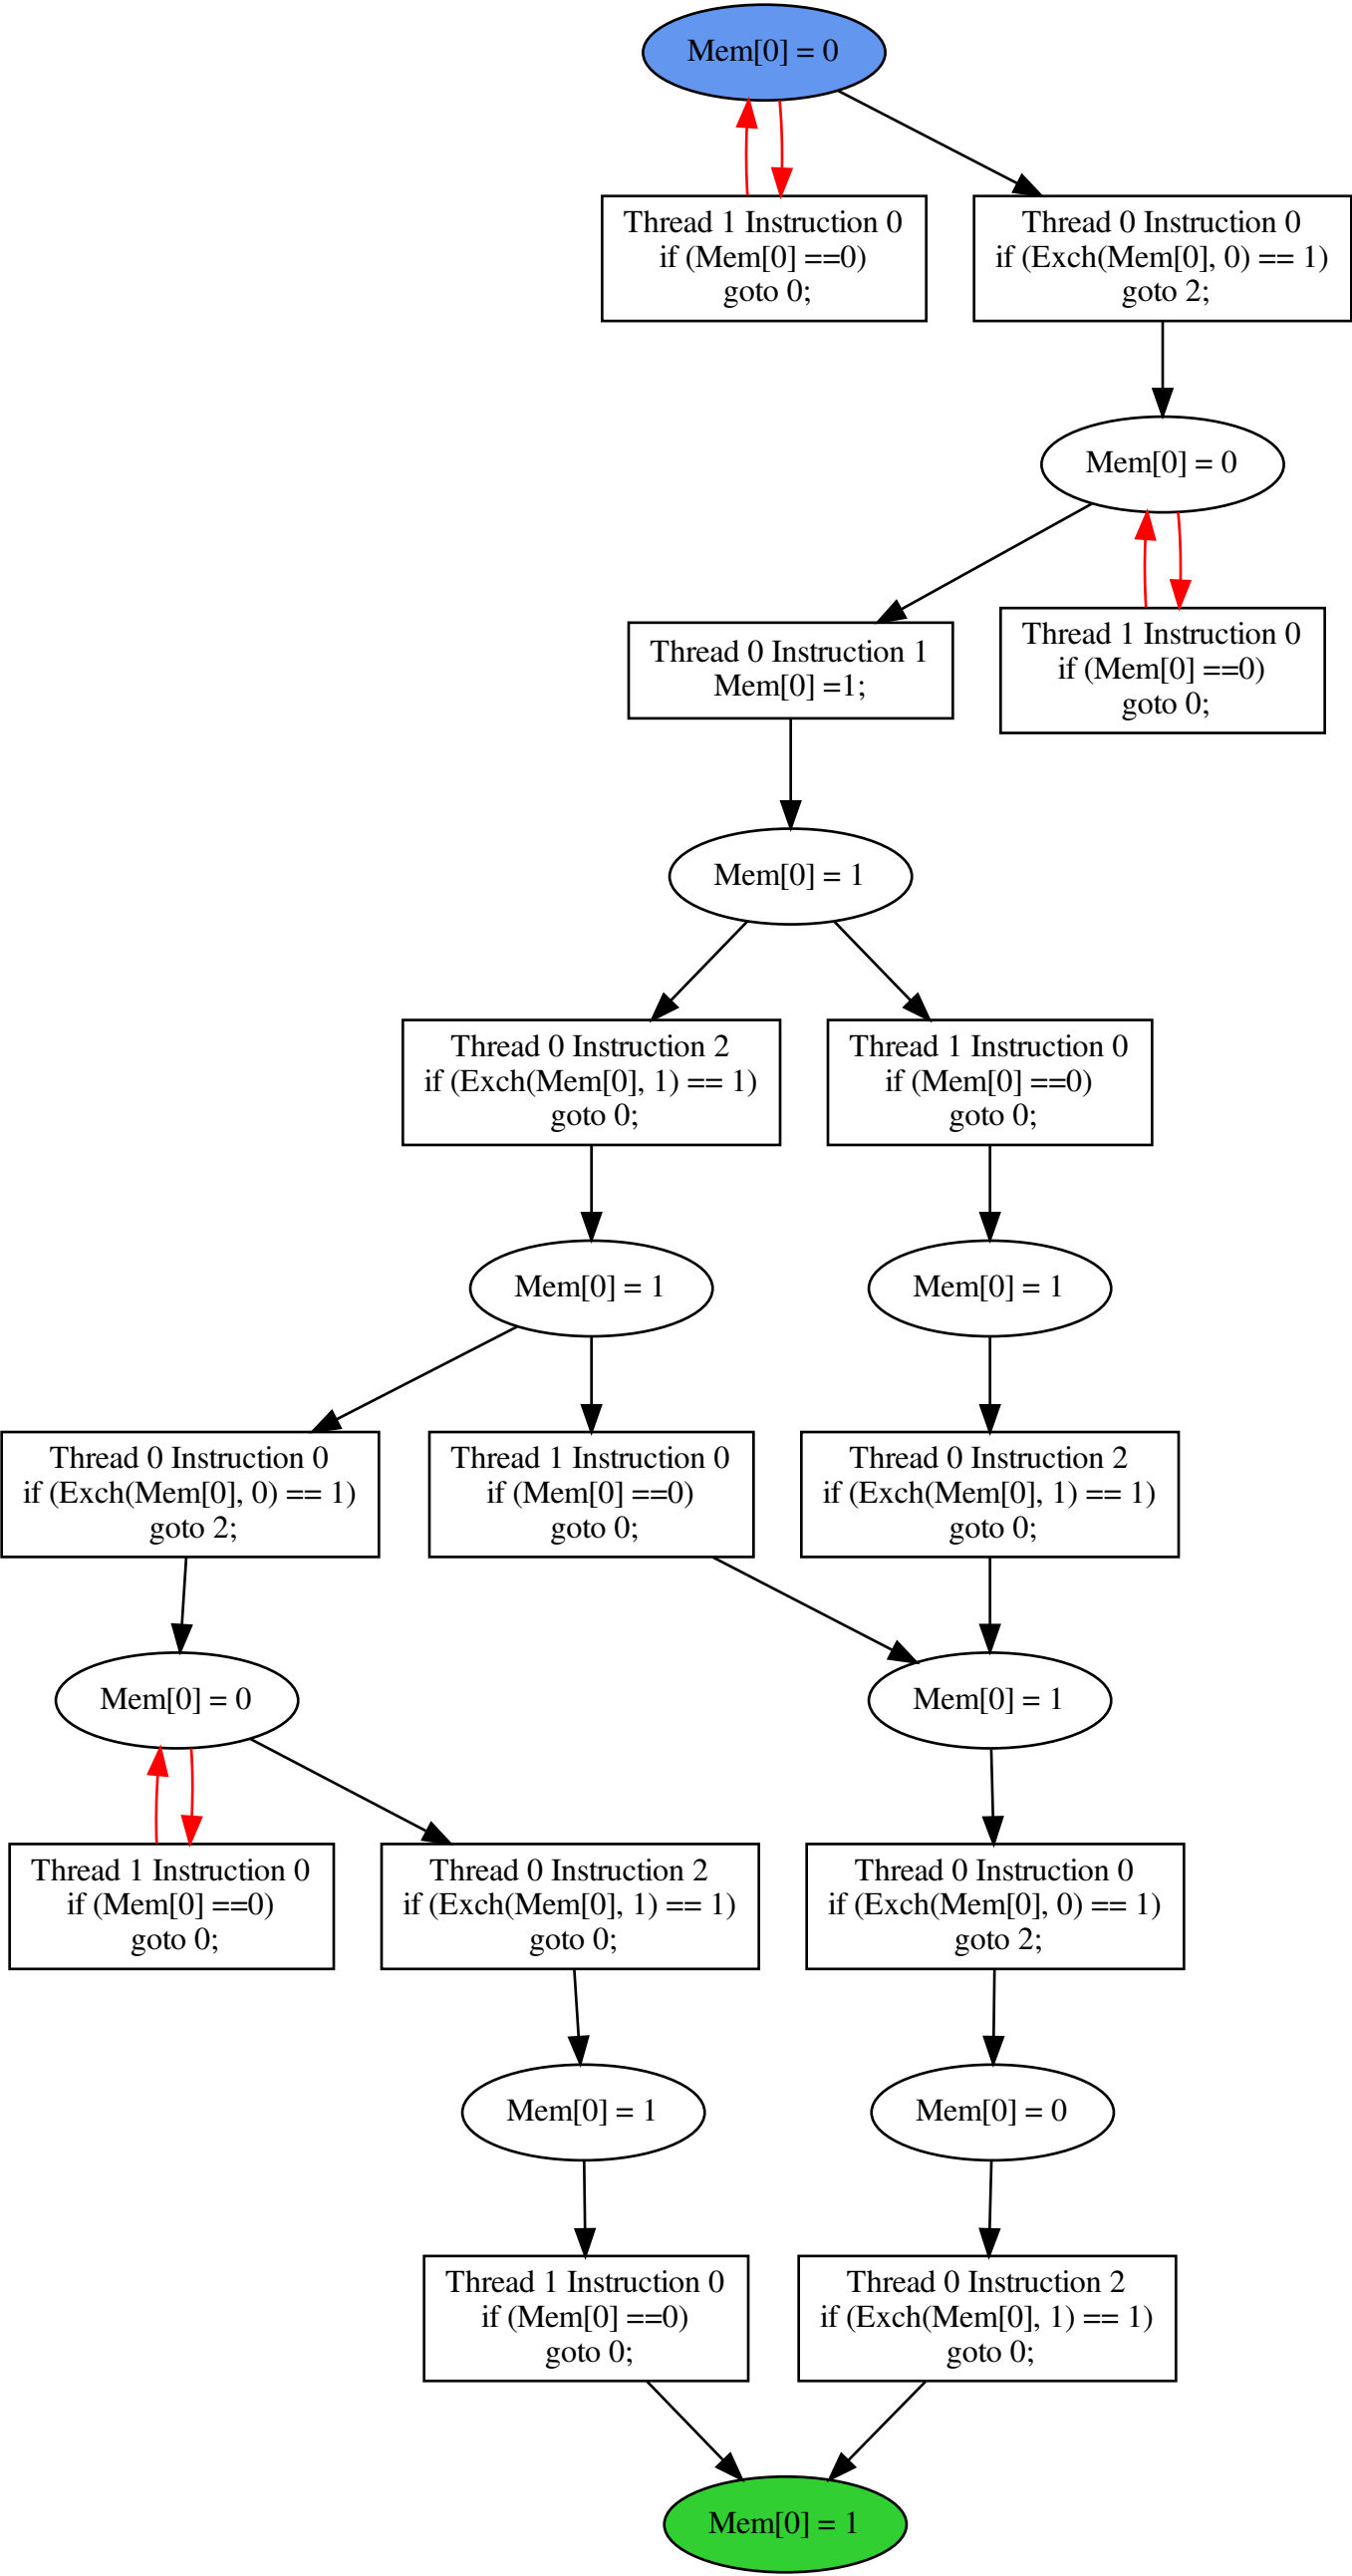 Mem[0] = 0
Thread 1 Instruction 0
if (Mem[0] ==0)
goto 0;
Thread 0 Instruction 0
if (Exch(Mem[0], 0) == 1)
goto 2;
Mem[0] = 0
Thread 0 Instruction 1
Mem[0] =1;
Thread 1 Instruction 0
if (Mem[0] ==0)
goto 0;
Mem[0] = 1
Thread 0 Instruction 2
if (Exch(Mem[0], 1) == 1)
goto 0;
Thread 1 Instruction 0
if (Mem[0] ==0)
goto 0;
Mem[0] = 1
Mem[0] = 1
Thread 0 Instruction 0
if (Exch(Mem[0], 0) == 1)
goto 2;
Thread 1 Instruction 0
if (Mem[0] ==0)
goto 0;
Thread 0 Instruction 2
if (Exch(Mem[0], 1) == 1)
goto 0;
Mem[0] = 0
Mem[0] = 1
Thread 1 Instruction 0
if (Mem[0] ==0)
goto 0;
Thread 0 Instruction 2
if (Exch(Mem[0], 1) == 1)
goto 0;
Thread 0 Instruction 0
if (Exch(Mem[0], 0) == 1)
goto 2;
Mem[0] = 1
Mem[0] = 0
Thread 1 Instruction 0
if (Mem[0] ==0)
goto 0;
Thread 0 Instruction 2
if (Exch(Mem[0], 1) == 1)
goto 0;
Mem[0] = 1